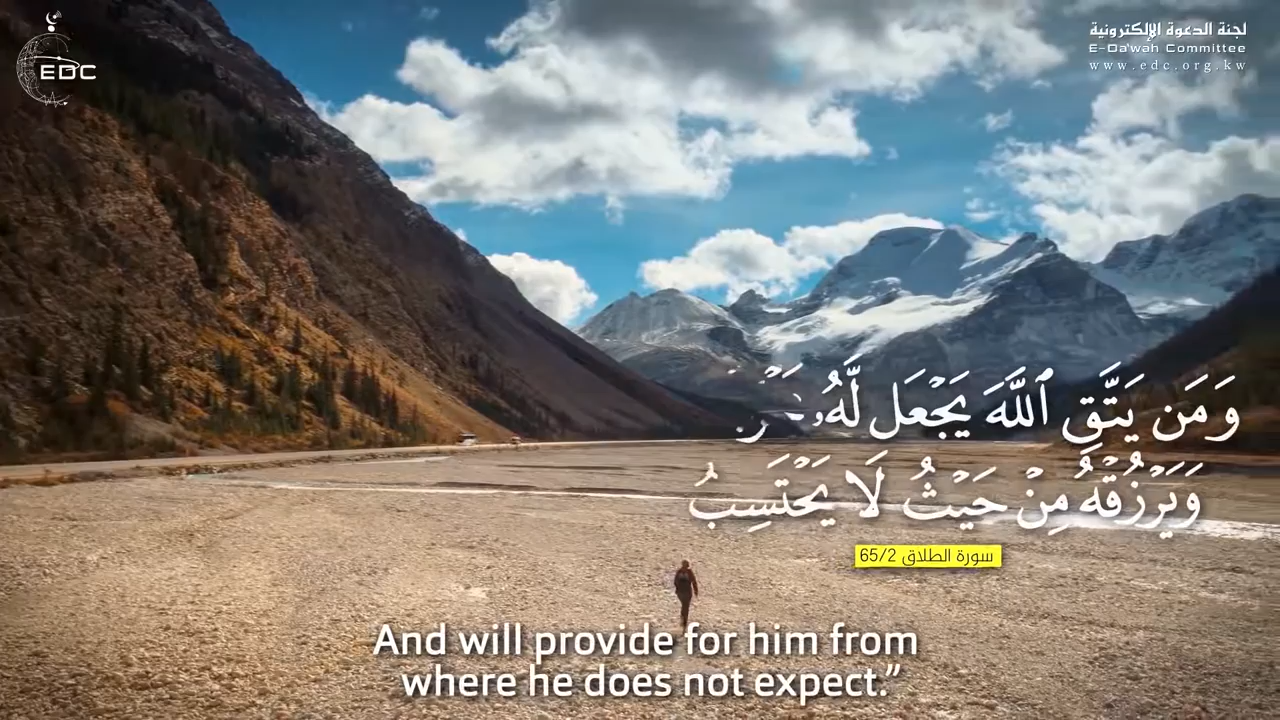 EDC
لجنة الدعوة الإلكترونية
E-Da'wah Committee
www.edc.org.kw
وَمَن يَتَّقِ ٱللَّهَ يَجْعَل لَّهُۥ
وَيَرْزُقْهُ مِنْ حَيْثُ لَا يَحْتَسِبُ
سورة الطلاق 65/2
And will provide for him from
where he does not expect.”